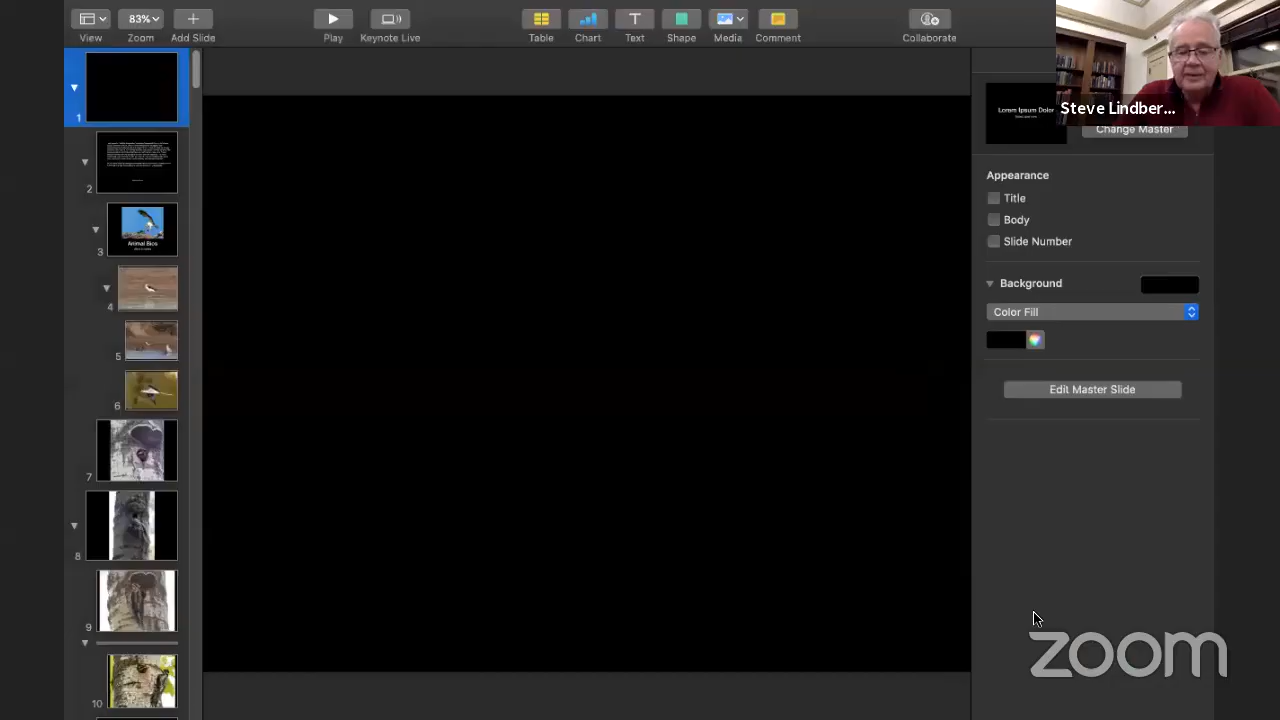 83%
View
Zoom
Add Slide
Play
Keynote Live
Table
Chart
Text
Shape
Media
Comment
Collaborate
Steve Lindber...
Lorem Ipsum Dolor
Change Master
Appearance
Title
Body
Slide Number
Background
Color Fill
Edit Master Slide
1
2
3
Animal Bios
4
5
6
7
8
9
10
zoom